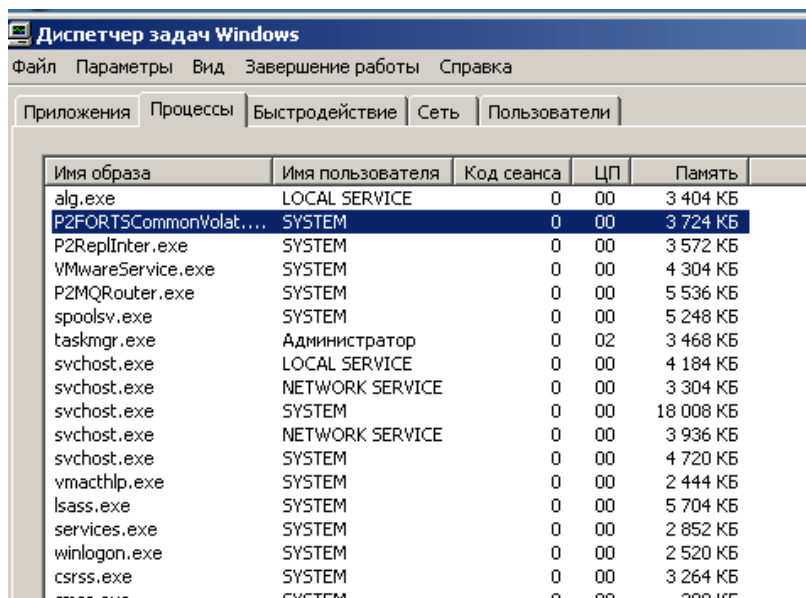 Диспетчер задач Windows
Файл Параметры Вид Завершение работы Справка
Приложения Процессы Быстродействие Сеть Пользователи
Имя образа Имя пользователя Код сеанса ЦП Память
alg.exe LOCAL SERVICE 0 00 3 404 КБ
P2FORTSCommonVolat.... SYSTEM 0 00 3 724 КБ
P2ReplInter.exe SYSTEM 0 00 3 572 КБ
VMwareService.exe SYSTEM 0 00 4 304 КБ
P2MQRouter.exe SYSTEM 0 00 5 536 КБ
spoolsv.exe SYSTEM 0 00 5 248 КБ
taskmgr.exe Администратор 0 02 3 468 КБ
svchost.exe LOCAL SERVICE 0 00 4 184 КБ
svchost.exe NETWORK SERVICE 0 00 3 304 КБ
svchost.exe SYSTEM 0 00 18 008 КБ
svchost.exe NETWORK SERVICE 0 00 3 936 КБ
svchost.exe SYSTEM 0 00 4 720 КБ
vmacthlp.exe SYSTEM 0 00 2 444 КБ
lsass.exe SYSTEM 0 00 5 704 КБ
services.exe SYSTEM 0 00 2 852 КБ
winlogon.exe SYSTEM 0 00 2 520 КБ
csrss.exe SYSTEM 0 00 3 264 КБ